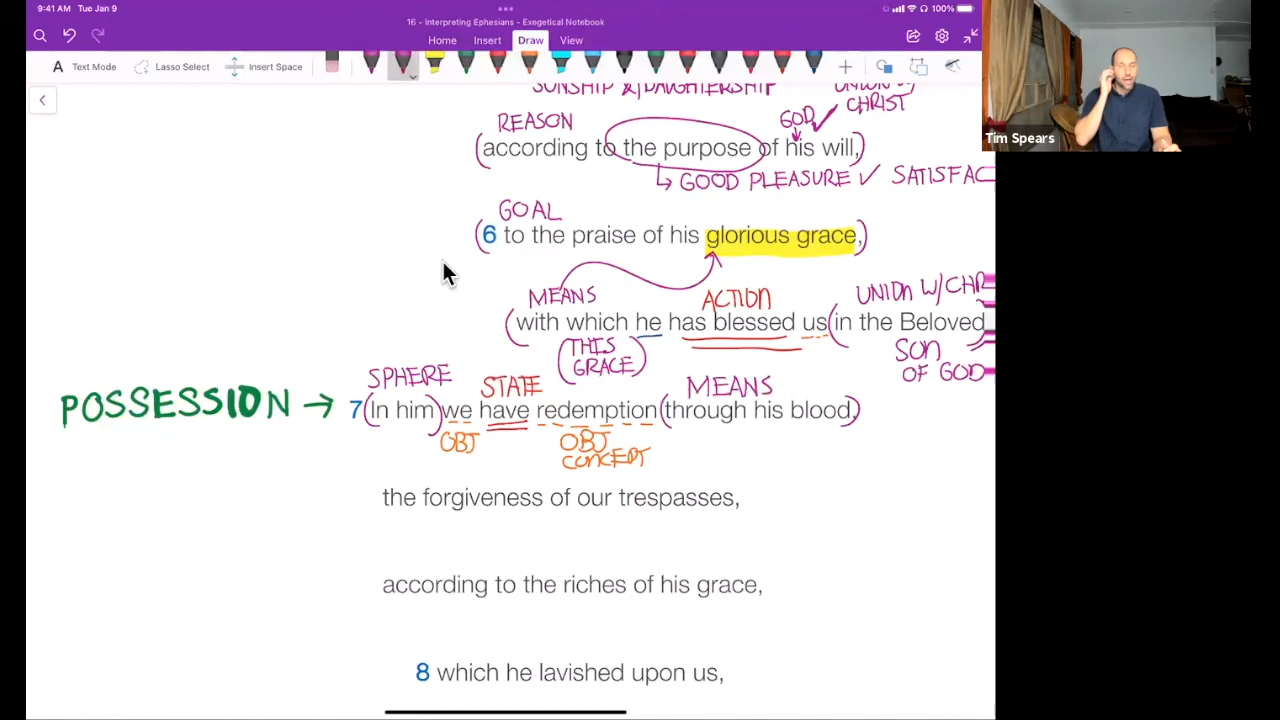 9:41 AM Tue Jan 9
100%
16 - Interpreting Ephesians - Exegetical Notebook
Home Insert Draw View
A Text Mode Lasso Select Insert Space
SONSHIP &/DAUGHTERSHIP
UNION W/ CHRIST
REASON
GOD
(according to the purpose of his will,)
↳ GOOD PLEASURE ✓ SATISFAC
GOAL
(6 to the praise of his glorious grace,)
MEANS ACTION UNION W/CHR
(with which he has blessed us (in the Beloved
(THIS GRACE)
SON OF GOD
SPHERE STATE MEANS
POSSESSION → 7 (In him) we have redemption (through his blood,)
OBJ OBJ CONCEPT
the forgiveness of our trespasses,
according to the riches of his grace,
8 which he lavished upon us,
Tim Spears